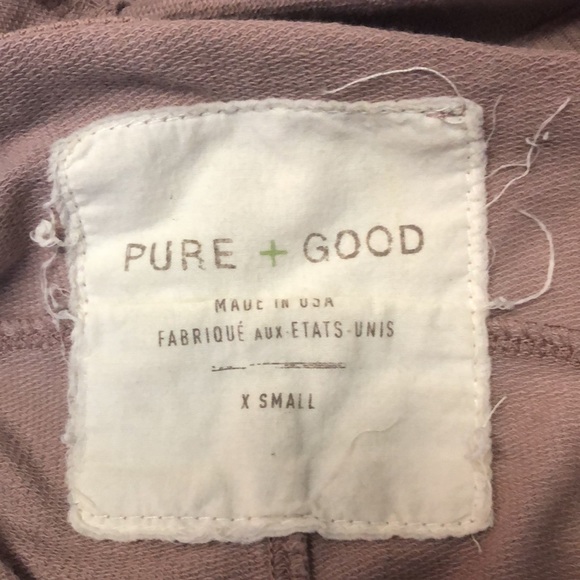 PURE + GOOD
MADE IN USA
FABRIQUÉ AUX-ETATS-UNIS
X SMALL